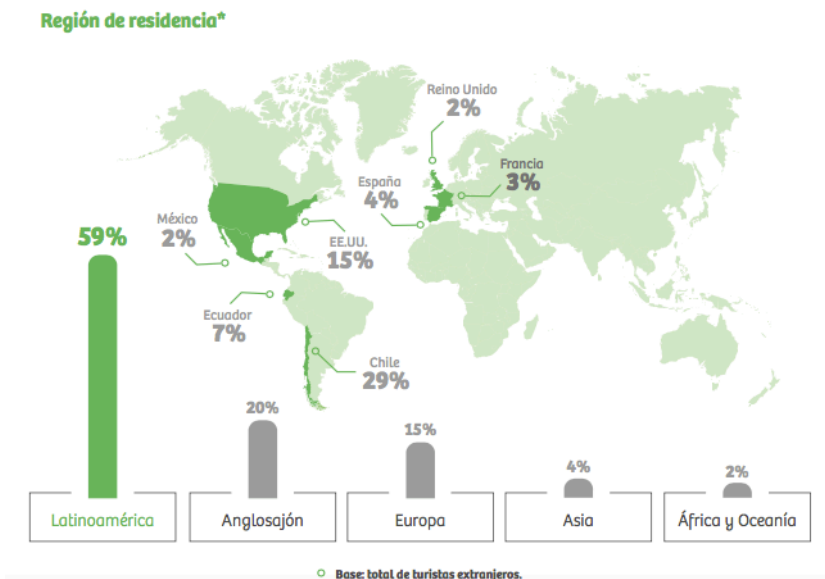 Región de residencia*
Reino Unido
2%
Francia
3%
España
4%
México
2%
EE.UU.
15%
59%
Ecuador
7%
Chile
29%
20%
15%
4%
2%
Latinoamérica
Anglosajón
Europa
Asia
África y Oceanía
Base: total de turistas extranjeros.